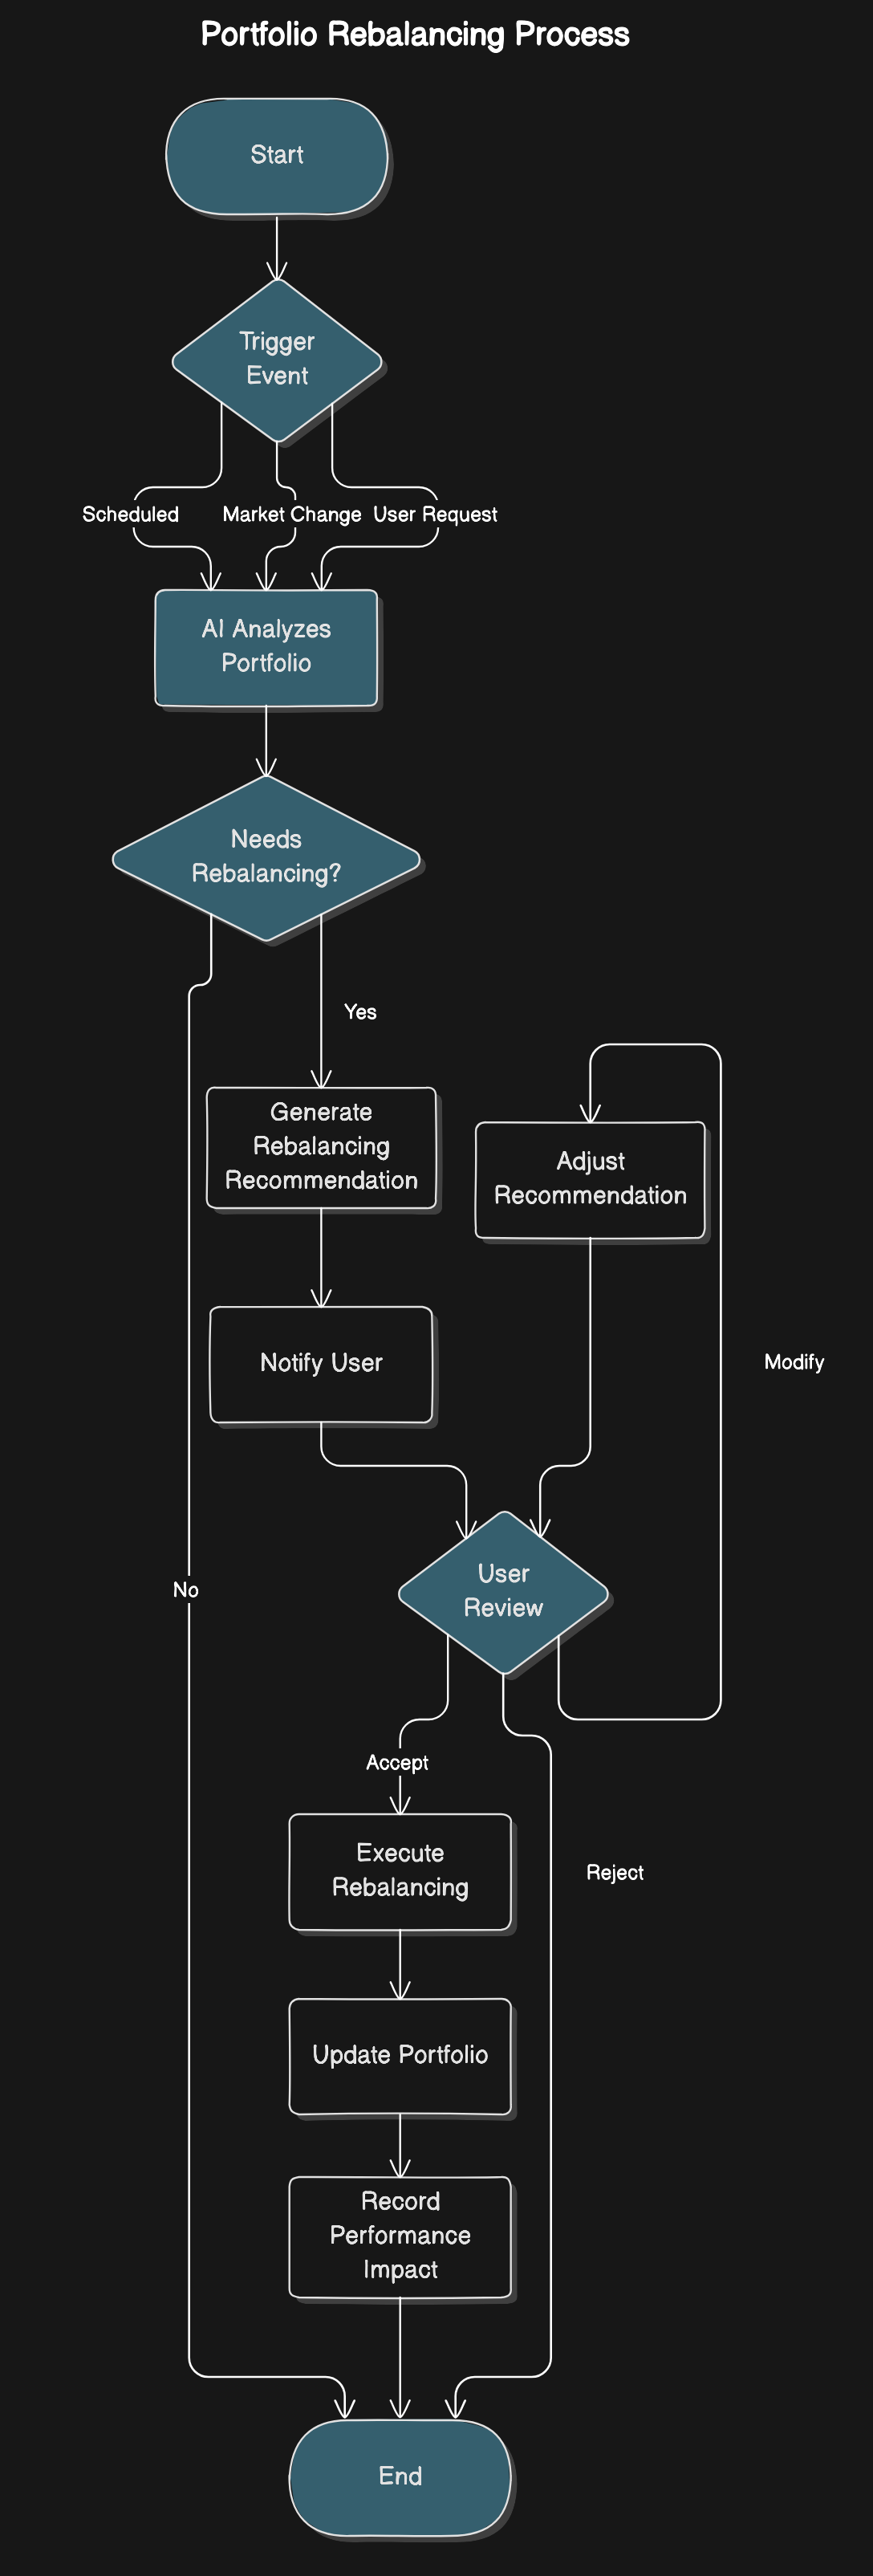 Portfolio Rebalancing Process
Start
Trigger
Event
Scheduled
Market Change
User Request
AI Analyzes
Portfolio
Needs
Rebalancing?
Yes
Generate
Rebalancing
Recommendation
Adjust
Recommendation
Notify User
Modify
User
Review
No
Accept
Execute
Rebalancing
Reject
Update Portfolio
Record
Performance
Impact
End